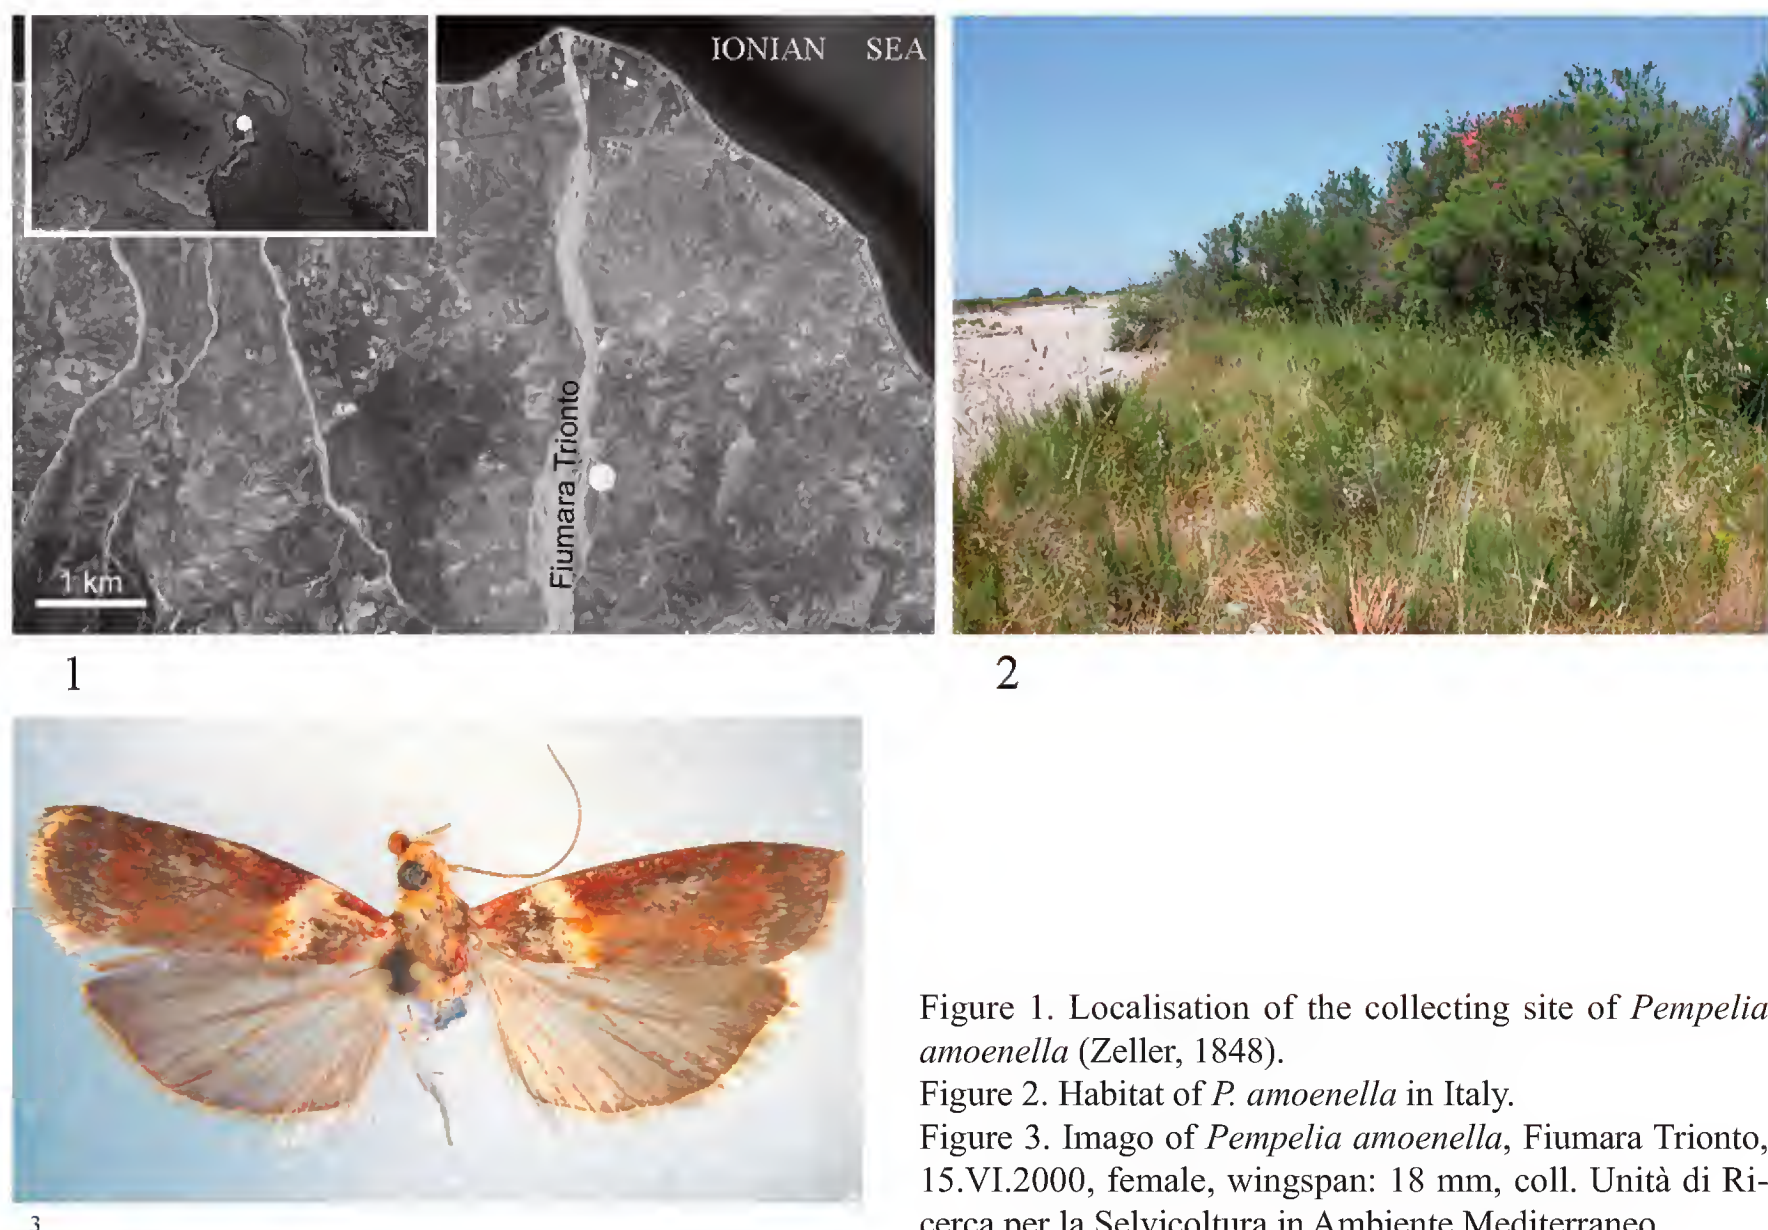 IONIAN SEA
Fiumara Trionto
1 km
1
2
3
Figure 1. Localisation of the collecting site of Pempelia
amoenella (Zeller, 1848).
Figure 2. Habitat of P. amoenella in Italy.
Figure 3. Imago of Pempelia amoenella, Fiumara Trionto,
15.VI.2000, female, wingspan: 18 mm, coll. Unità di Ri-
cerca per la Selvicoltura in Ambiente Mediterraneo